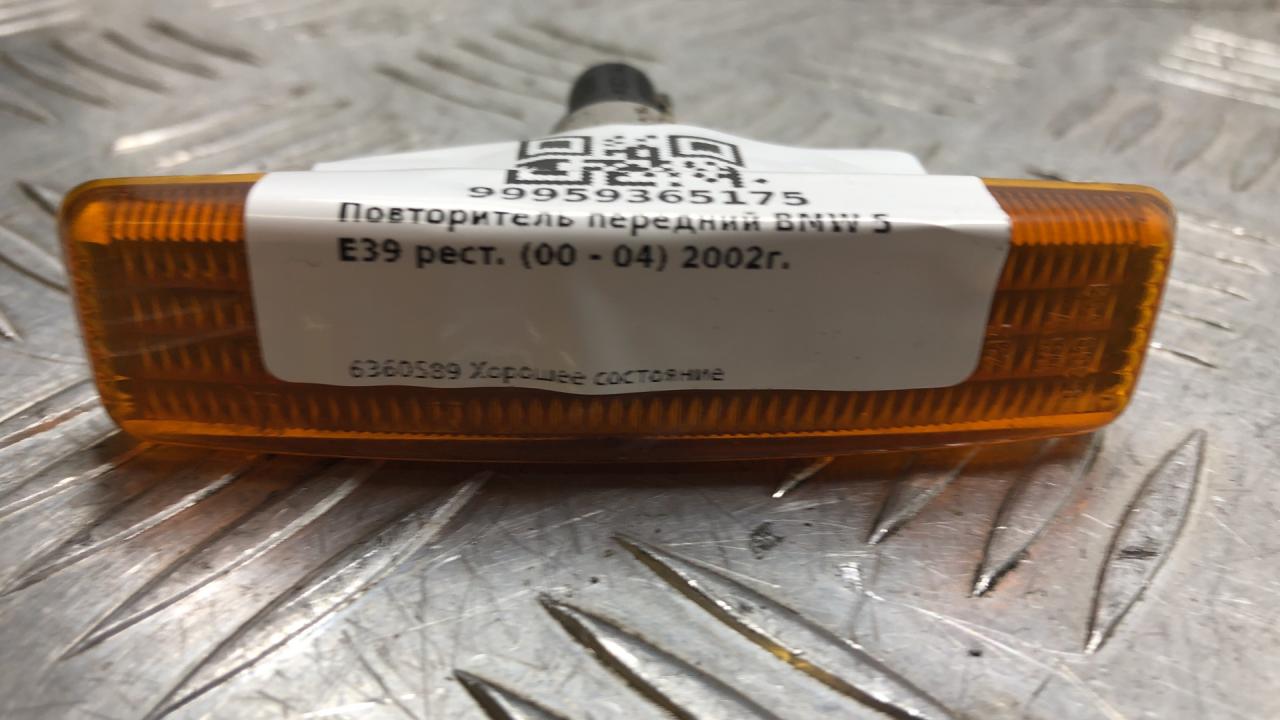 99959365175
Повторитель передний BMW 5
E39 рест. (00 - 04) 2002г.
6360589 Хорошее состояние